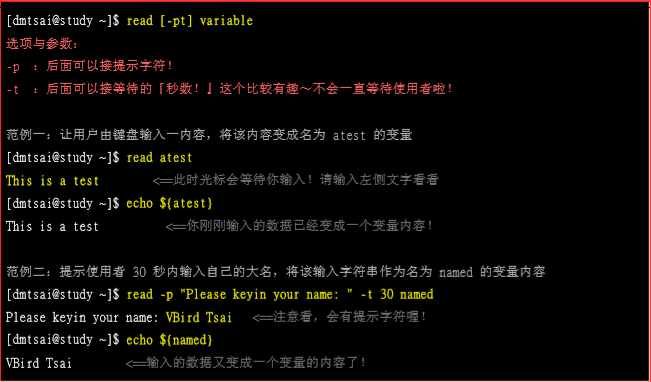 [dmtsai@study ~]$ read [-pt] variable
选项与参数：
-p ：后面可以接提示字符！
-t ：后面可以接等待的『秒数！』这个比较有趣～不会一直等待使用者啦！
范例一：让用户由键盘输入一内容，将该内容变成名为 atest 的变量
[dmtsai@study ~]$ read atest
This is a test <==此时光标会等待你输入！请输入左侧文字看看
[dmtsai@study ~]$ echo ${atest}
This is a test <==你刚刚输入的数据已经变成一个变量内容！
范例二：提示使用者 30 秒内输入自己的大名，将该输入字符串作为名为 named 的变量内容
[dmtsai@study ~]$ read -p "Please keyin your name: " -t 30 named
Please keyin your name: VBird Tsai <==注意看，会有提示字符喔！
[dmtsai@study ~]$ echo ${named}
VBird Tsai <==输入的数据又变成一个变量的内容了！